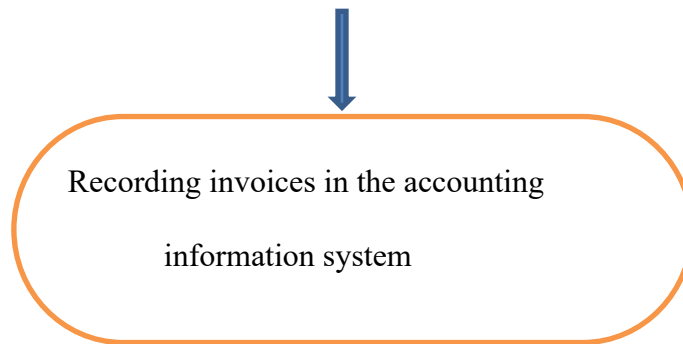 Recording invoices in the accounting
information system